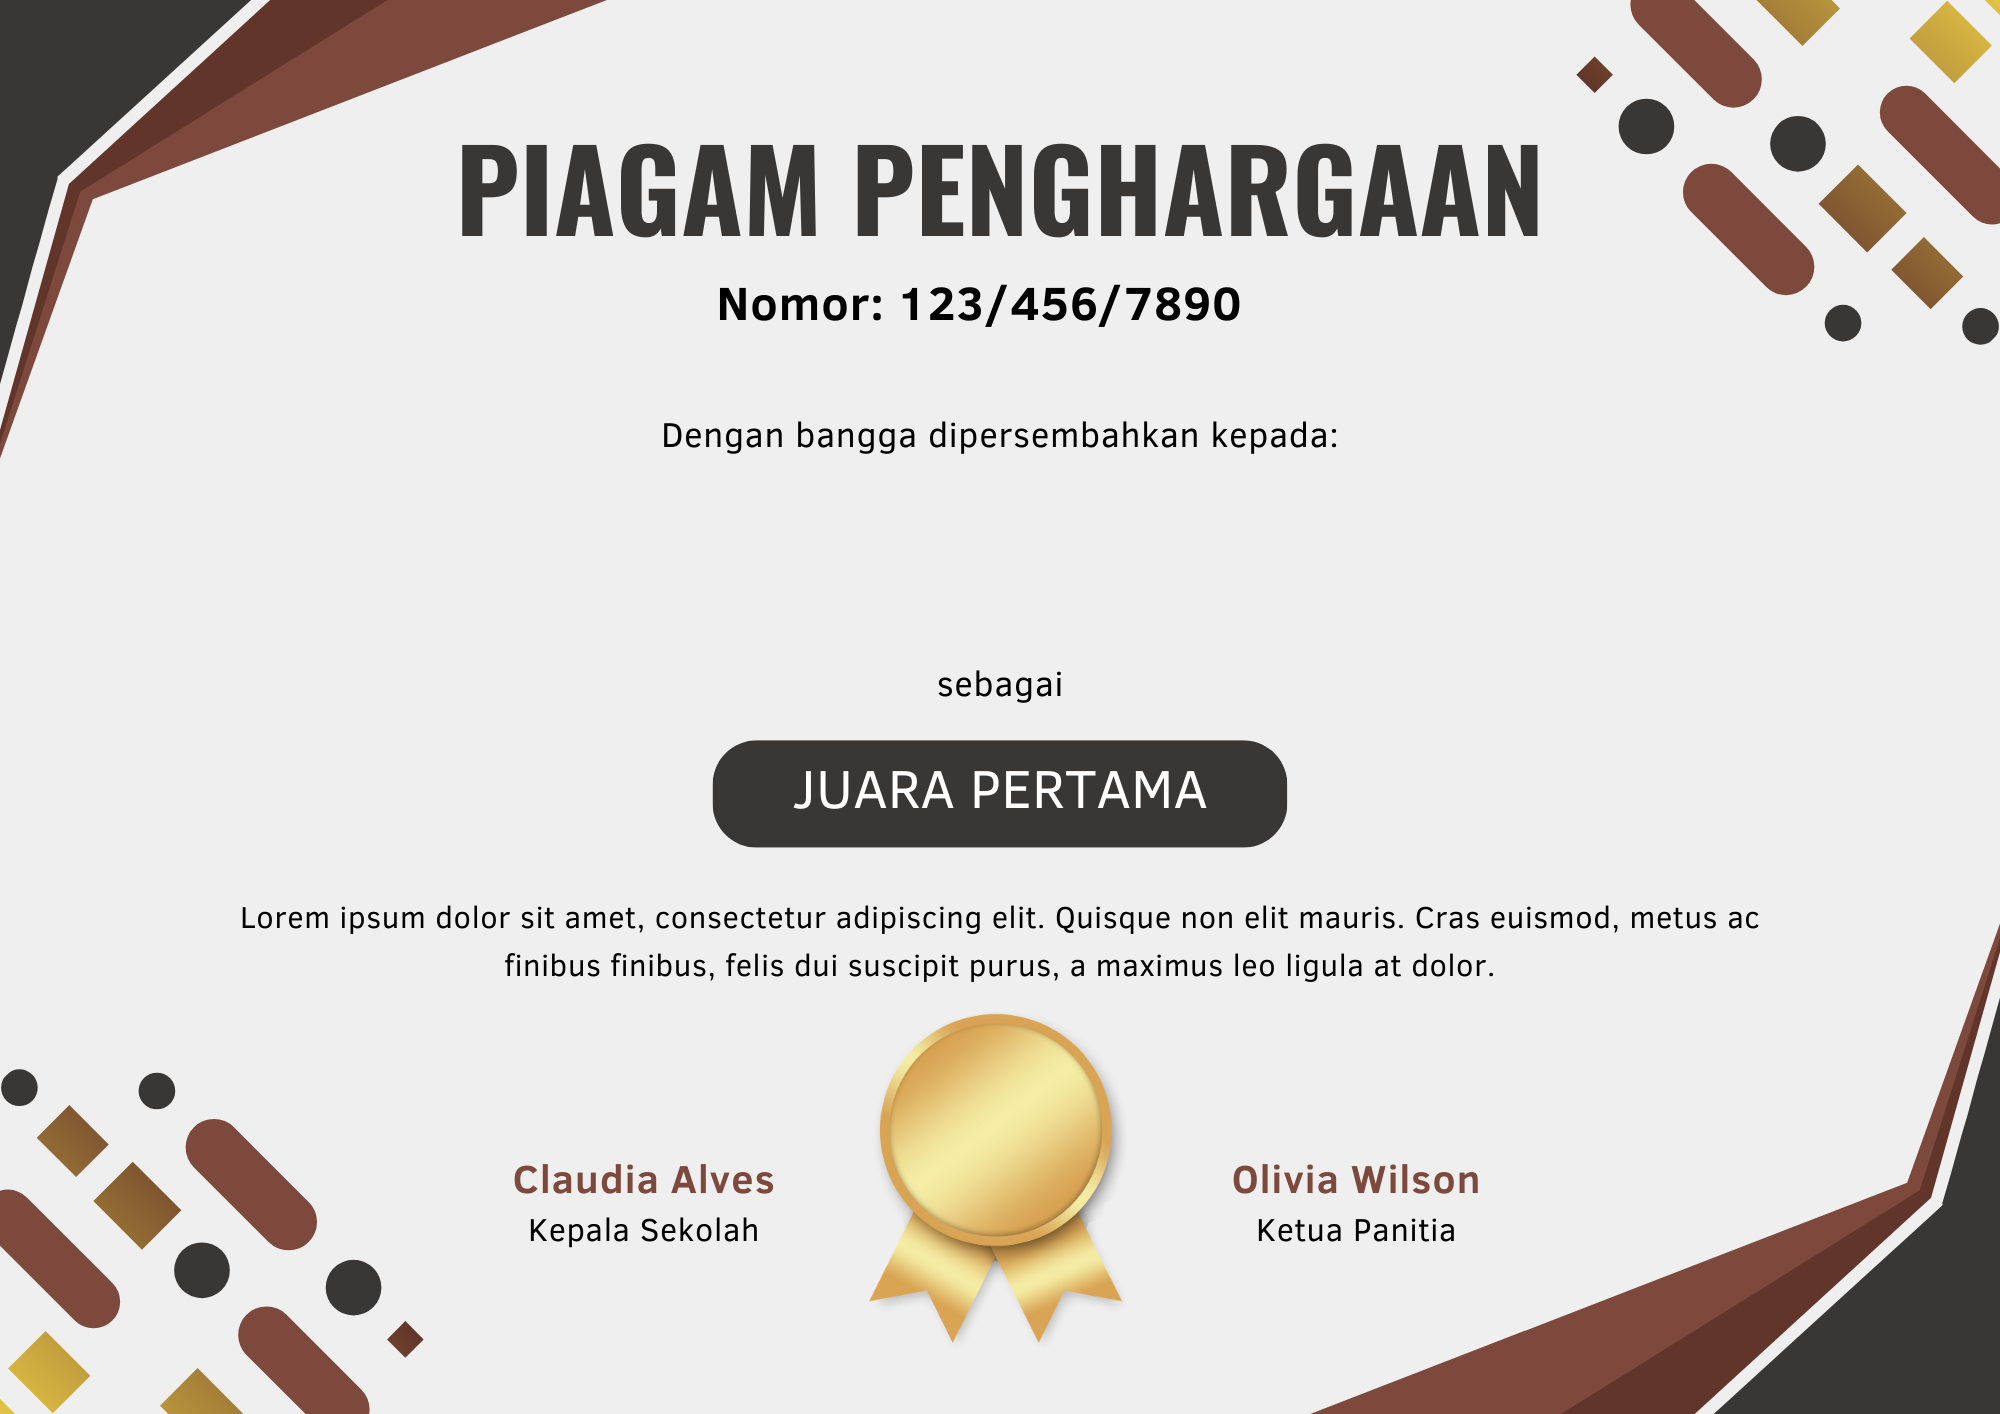 PIAGAM PENGHARGAAN
Nomor: 123/456/7890
Dengan bangga dipersembahkan kepada:
sebagai
JUARA PERTAMA
Lorem ipsum dolor sit amet, consectetur adipiscing elit. Quisque non elit mauris. Cras euismod, metus ac
finibus finibus, felis dui suscipit purus, a maximus leo ligula at dolor.
Claudia Alves
Kepala Sekolah
Olivia Wilson
Ketua Panitia